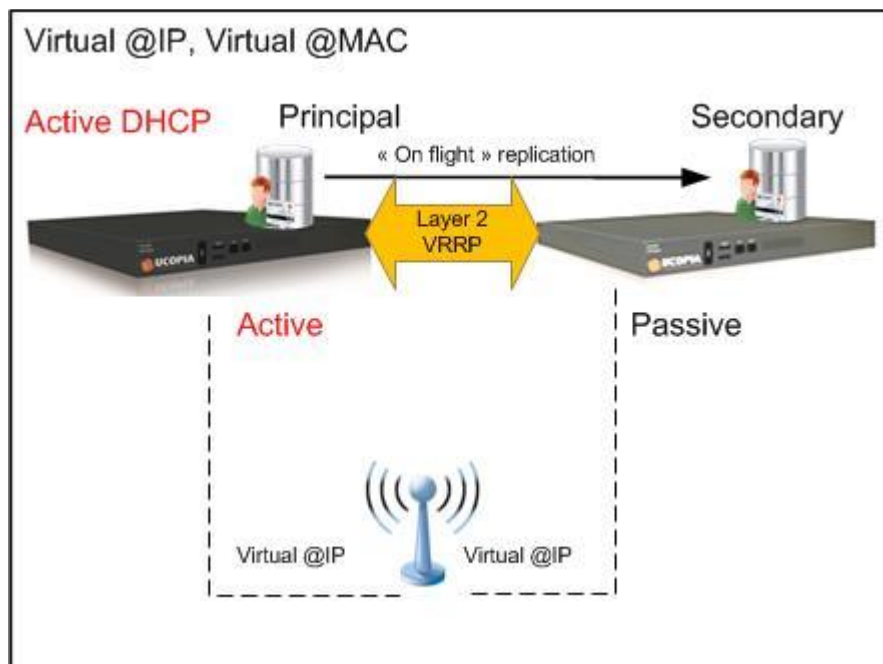 Virtual @IP, Virtual @MAC
Active DHCP
Principal
Secondary
« On flight » replication
Layer 2
VRRP
UCOPIA
UCOPIA
Active
Passive
Virtual @IP
Virtual @IP